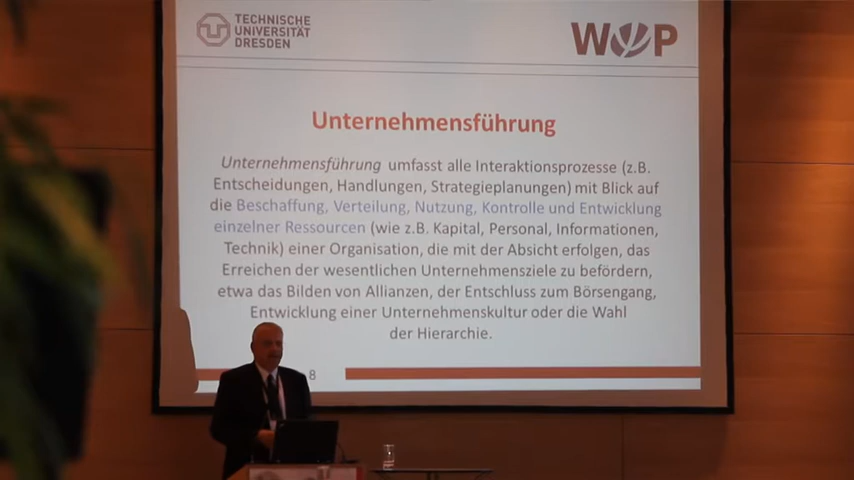 TECHNISCHE
UNIVERSITÄT
DRESDEN
WOP
Unternehmensführung
Unternehmensführung umfasst alle Interaktionsprozesse (z.B.
Entscheidungen, Handlungen, Strategieplanungen) mit Blick auf
die Beschaffung, Verteilung, Nutzung, Kontrolle und Entwicklung
einzelner Ressourcen (wie z.B. Kapital, Personal, Informationen,
Technik) einer Organisation, die mit der Absicht erfolgen, das
Erreichen der wesentlichen Unternehmensziele zu befördern,
etwa das Bilden von Allianzen, der Entschluss zum Börsengang,
Entwicklung einer Unternehmenskultur oder die Wahl
der Hierarchie.
8